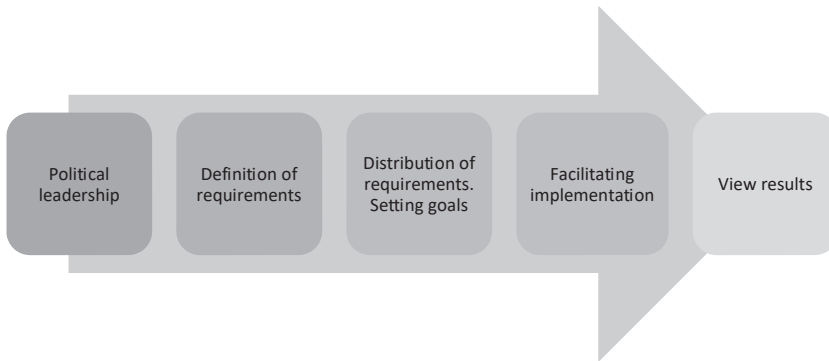 Political
leadership
Definition of
requirements
Distribution of
requirements.
Setting goals
Facilitating
implementation
View results